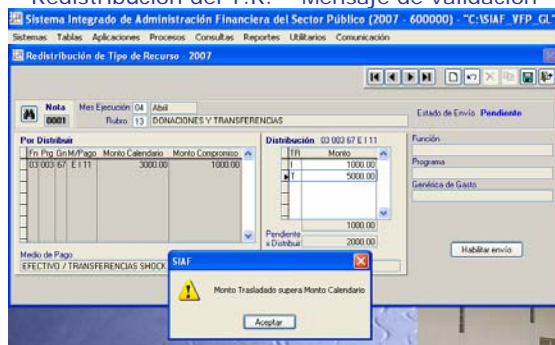 Redistribución del T.R. - Mensaje de validación
Sistema Integrado de Administración Financiera del Sector Público (2007 - 600000) - "C:\SIAF_VFP_GL
Sistemas Tablas Aplicaciones Procesos Consultas Reportes Utilitarios Comunicación
Redistribución de Tipo de Recurso - 2007
Nota Mes Ejecución 04 Abril
0001 Rubro 13 DONACIONES Y TRANSFERENCIAS
Estado de Envío Pendiente
Por Distribuir
Fn Prg Gn M/Pago Monto Calendario Monto Compromiso
03 003 67 E I 11 3000.00 1000.00
Distribución 03 003 67 E I 11
TR Monto
I 1000.00
T 5000.00
1000.00
Pendiente x Distribuir 2000.00
Función
Programa
Genérica de Gasto
Habilitar envío
Medio de Pago
EFECTIVO / TRANSFERENCIAS SHOCK
SIAF
Monto Trasladado supera Monto Calendario
Aceptar